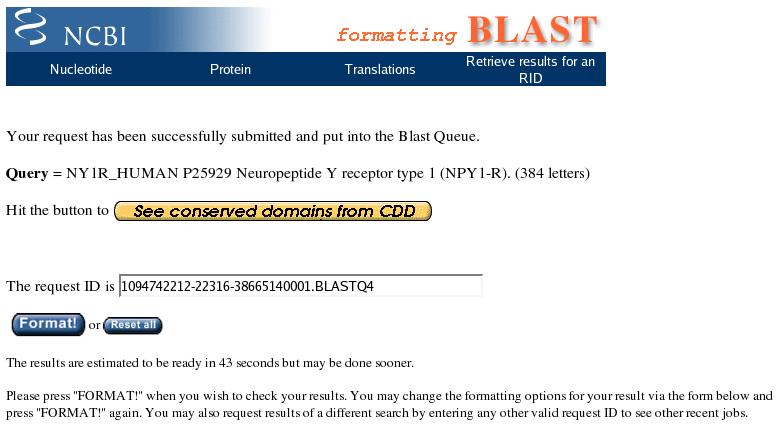 NCBI
formatting BLAST
Nucleotide Protein Translations Retrieve results for an RID
Your request has been successfully submitted and put into the Blast Queue.
Query = NY1R_HUMAN P25929 Neuropeptide Y receptor type 1 (NPY1-R). (384 letters)
Hit the button to See conserved domains from CDD
The request ID is 1094742212-22316-38665140001.BLASTQ4
Format! or Reset all
The results are estimated to be ready in 43 seconds but may be done sooner.
Please press "FORMAT!" when you wish to check your results. You may change the formatting options for your result via the form below and
press "FORMAT!" again. You may also request results of a different search by entering any other valid request ID to see other recent jobs.